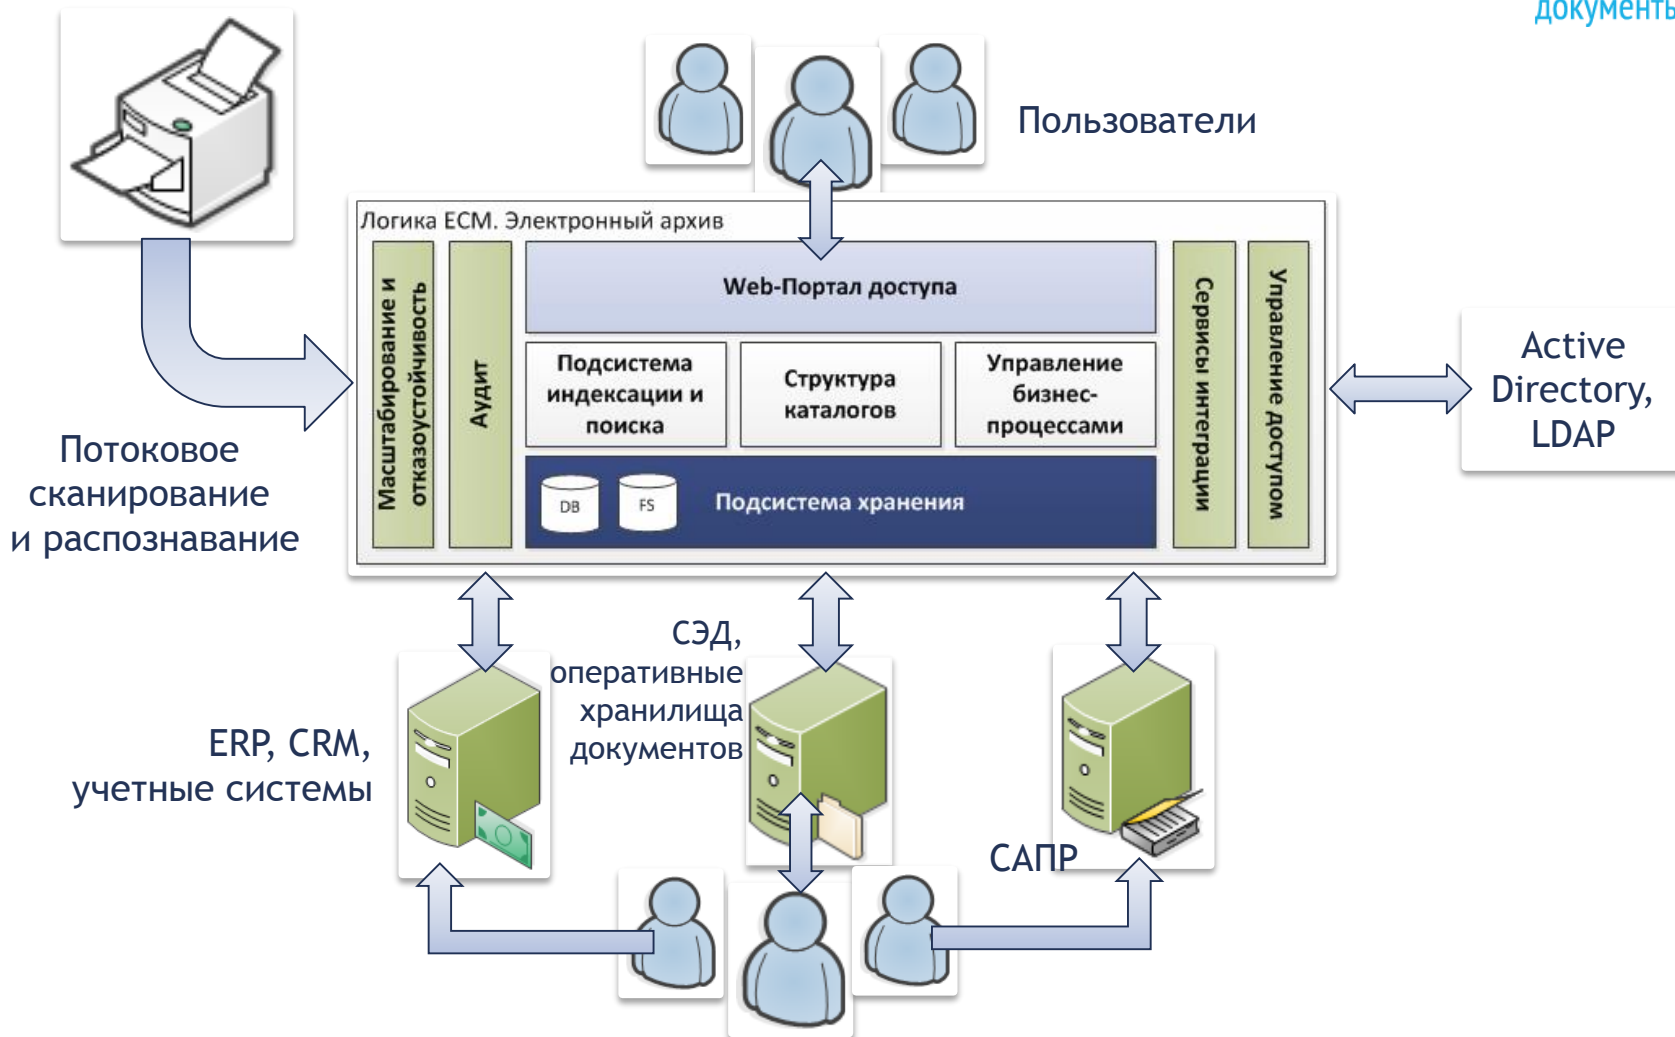 документы
Пользователи
Логика ECM. Электронный архив
Масштабирование и
отказоустойчивость
Аудит
Web-Портал доступа
Подсистема
индексации и
поиска
Структура
каталогов
Управление
бизнес-
процессами
DB
FS
Подсистема хранения
Сервисы интеграции
Управление доступом
Active
Directory,
LDAP
Потоковое
сканирование
и распознавание
СЭД,
оперативные
хранилища
документов
ERP, CRM,
учетные системы
САПР